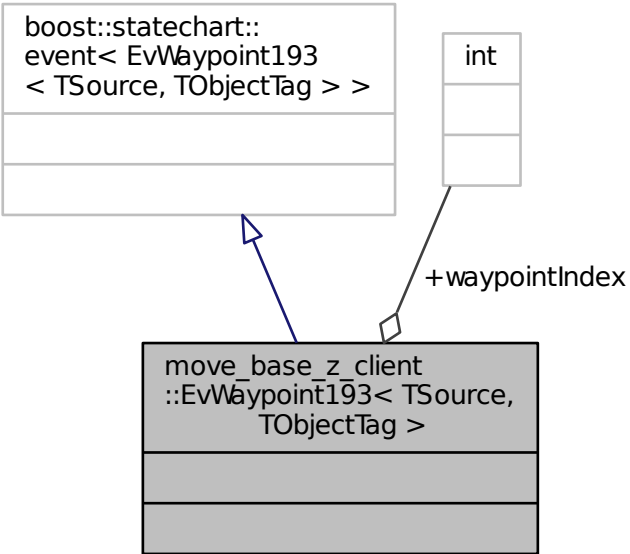 boost::statechart::
event< EvWaypoint193
< TSource, TObjectTag > >
int
+waypointIndex
move_base_z_client
::EvWaypoint193< TSource,
TObjectTag >